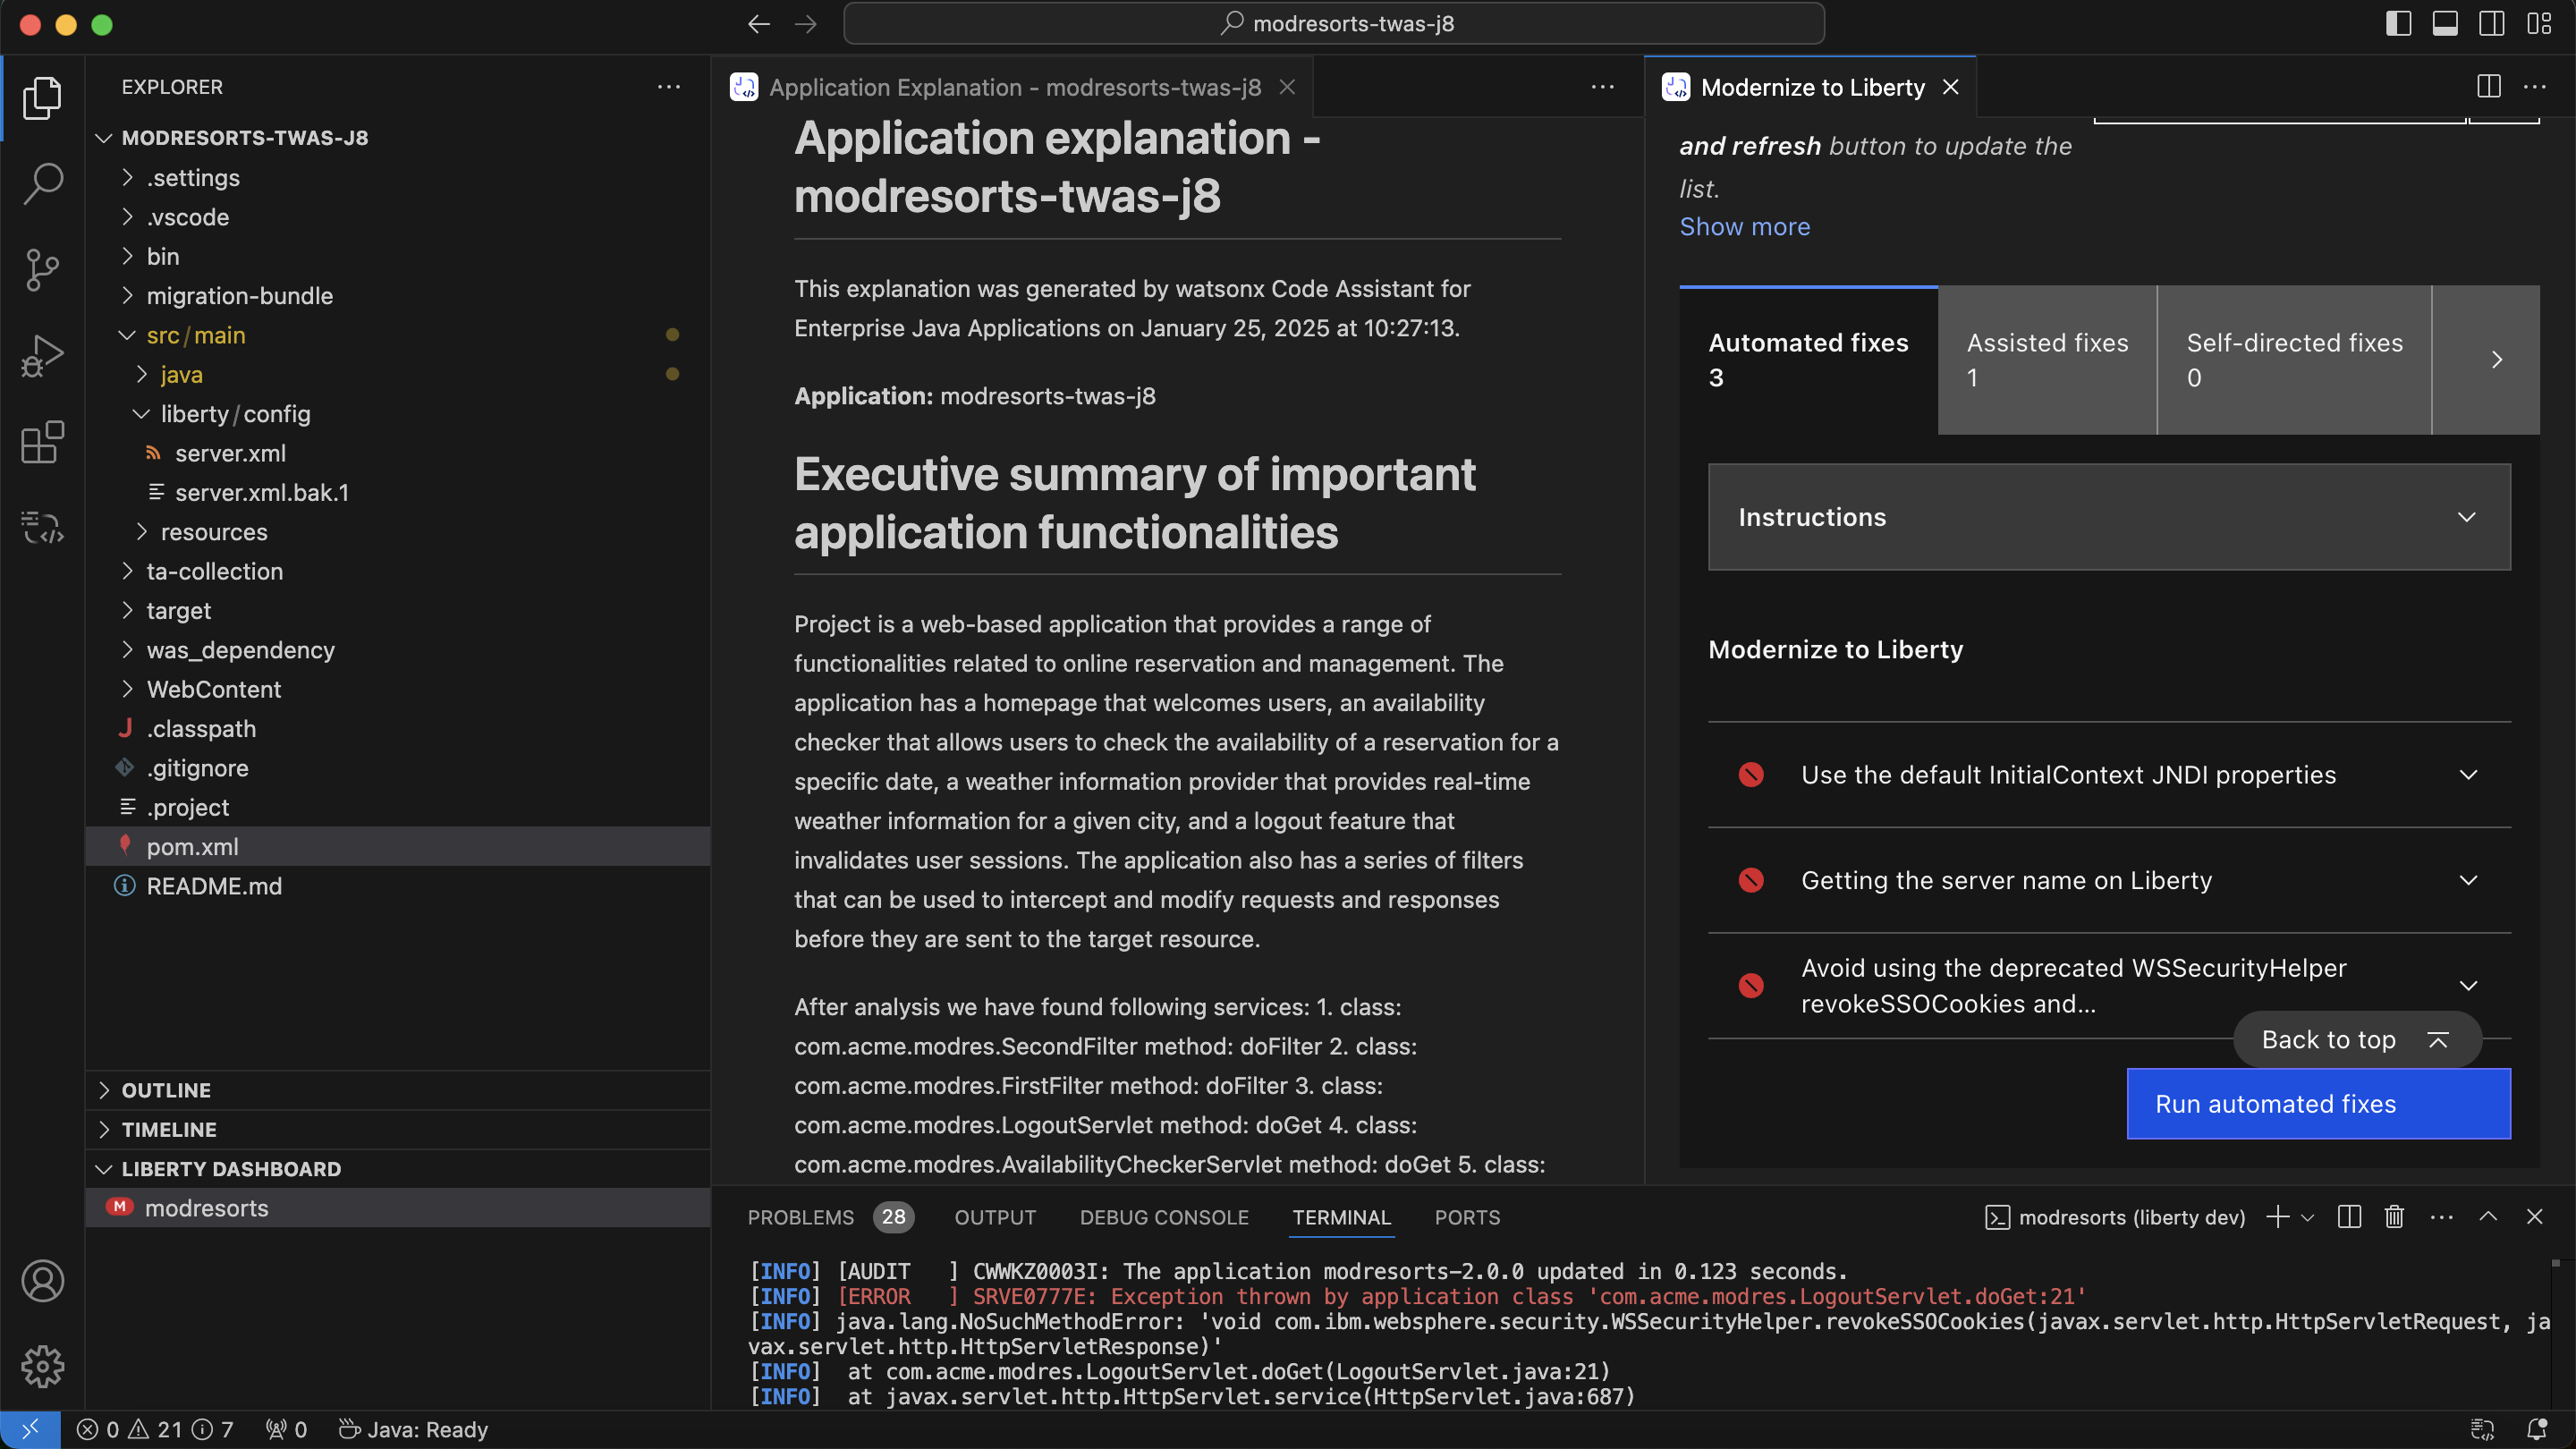 modresorts-twas-j8
EXPLORER
MODRESORTS-TWAS-J8
.settings
.vscode
bin
migration-bundle
src/main
java
liberty/config
server.xml
server.xml.bak.1
resources
ta-collection
target
was_dependency
WebContent
.classpath
.gitignore
.project
pom.xml
README.md
OUTLINE
TIMELINE
LIBERTY DASHBOARD
M modresorts
Application Explanation - modresorts-twas-j8
Application explanation -
modresorts-twas-j8
This explanation was generated by watsonx Code Assistant for
Enterprise Java Applications on January 25, 2025 at 10:27:13.
Application: modresorts-twas-j8
Executive summary of important
application functionalities
Project is a web-based application that provides a range of
functionalities related to online reservation and management. The
application has a homepage that welcomes users, an availability
checker that allows users to check the availability of a reservation for a
specific date, a weather information provider that provides real-time
weather information for a given city, and a logout feature that
invalidates user sessions. The application also has a series of filters
that can be used to intercept and modify requests and responses
before they are sent to the target resource.
After analysis we have found following services: 1. class:
com.acme.modres.SecondFilter method: doFilter 2. class:
com.acme.modres.FirstFilter method: doFilter 3. class:
com.acme.modres.LogoutServlet method: doGet 4. class:
com.acme.modres.AvailabilityCheckerServlet method: doGet 5. class:
Modernize to Liberty
and refresh button to update the
list.
Show more
Automated fixes
3
Assisted fixes
1
Self-directed fixes
0
Instructions
Modernize to Liberty
Use the default InitialContext JNDI properties
Getting the server name on Liberty
Avoid using the deprecated WSSecurityHelper
revokeSSOCookies and...
Back to top
Run automated fixes
PROBLEMS 28 OUTPUT DEBUG CONSOLE TERMINAL PORTS
modresorts (liberty dev)
[INFO] [AUDIT   ] CWWKZ0003I: The application modresorts-2.0.0 updated in 0.123 seconds.
[INFO] [ERROR   ] SRVE0777E: Exception thrown by application class 'com.acme.modres.LogoutServlet.doGet:21'
[INFO] java.lang.NoSuchMethodError: 'void com.ibm.websphere.security.WSSecurityHelper.revokeSSOCookies(javax.servlet.http.HttpServletRequest, ja
vax.servlet.http.HttpServletResponse)'
[INFO]  at com.acme.modres.LogoutServlet.doGet(LogoutServlet.java:21)
[INFO]  at javax.servlet.http.HttpServlet.service(HttpServlet.java:687)
0 21 7 0 Java: Ready